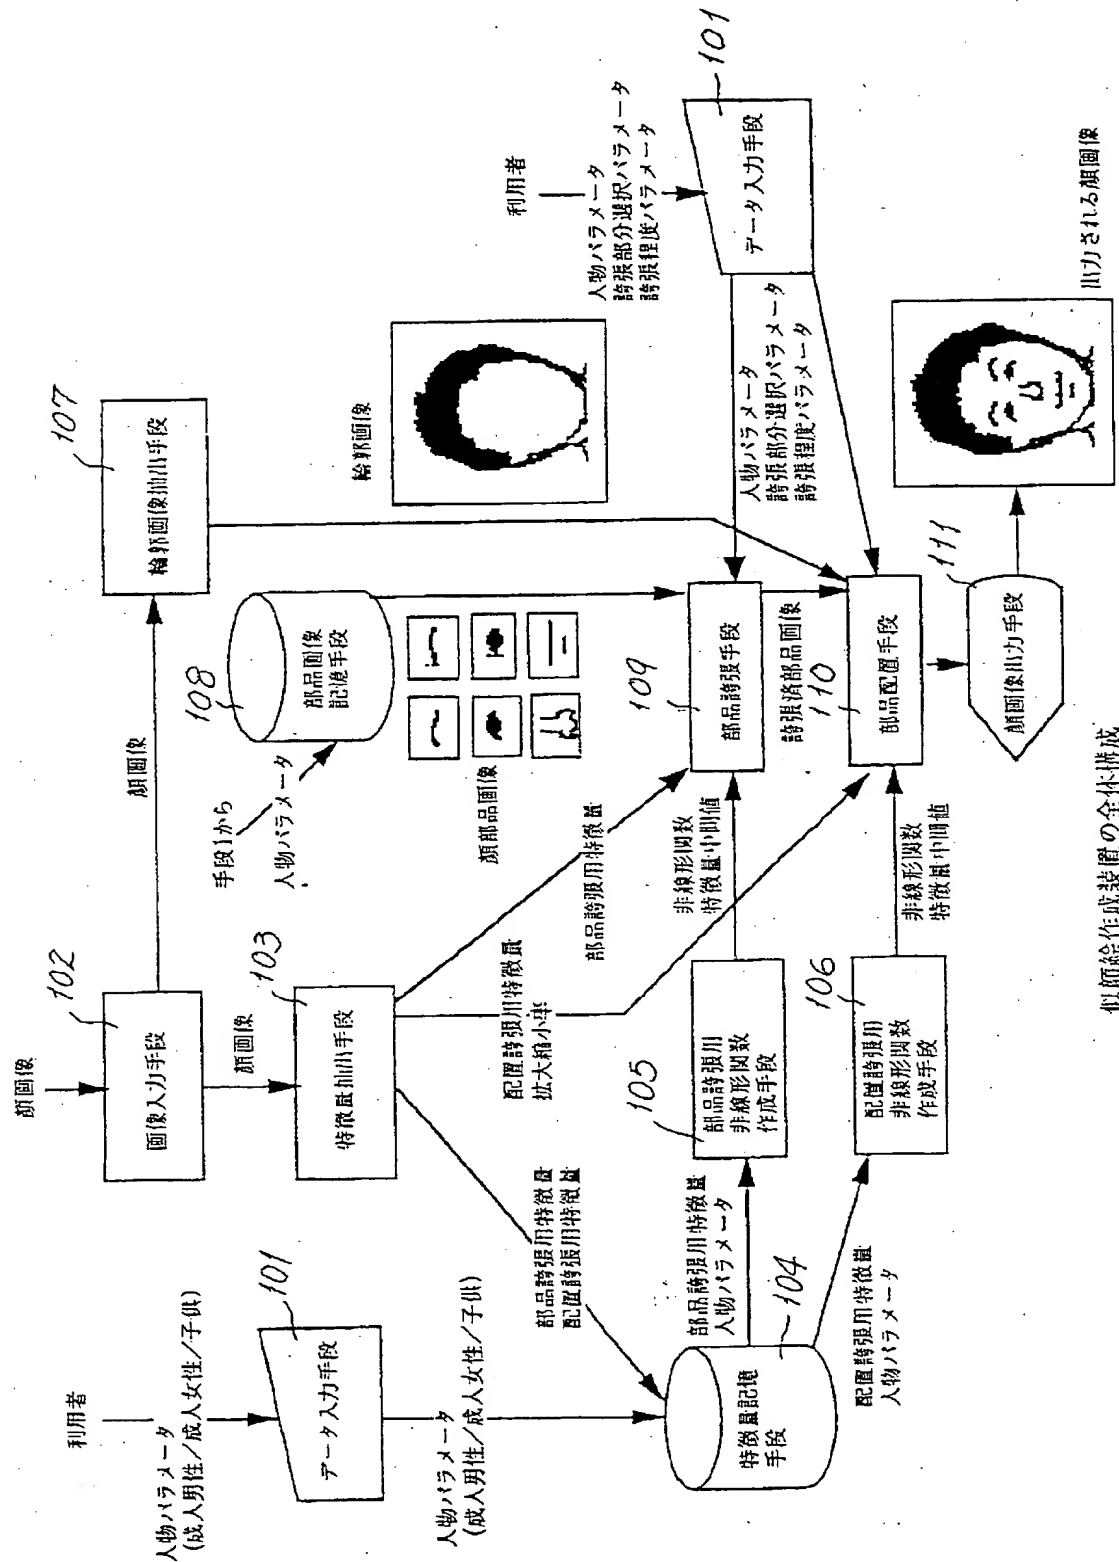 利用者
人物パラメータ
(成人男性／成人女性／子供)
101
データ入力手段
人物パラメータ
(成人男性／成人女性／子供)
顔画像
102
画像入力手段
顔画像
顔画像
103
特徴量抽出手段
107
輪郭画像抽出手段
輪郭画像
手段1から
人物パラメータ
108
部品画像
記憶手段
顔部品画像
利用者
人物パラメータ
誇張部分選択パラメータ
誇張程度パラメータ
101
データ入力手段
人物パラメータ
誇張部分選択パラメータ
誇張程度パラメータ
部品誇張用特徴量
配置誇張用特徴量
配置誇張用特徴量
拡大縮小率
部品誇張用特徴量
104
特徴量記憶
手段
部品誇張用特徴量
人物パラメータ
配置誇張用特徴量
人物パラメータ
105
部品誇張用
非線形関数
作成手段
非線形関数
特徴量中間値
106
配置誇張用
非線形関数
作成手段
非線形関数
特徴量中間値
109
部品誇張手段
誇張済部品画像
110
部品配置手段
111
顔画像出力手段
出力される顔画像
似顔絵作成装置の全体構成